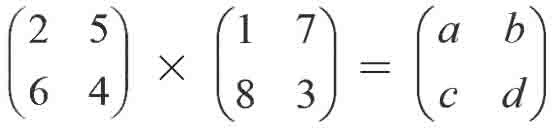 (2 5
6 4) × (1 7
8 3) = (a b
c d)